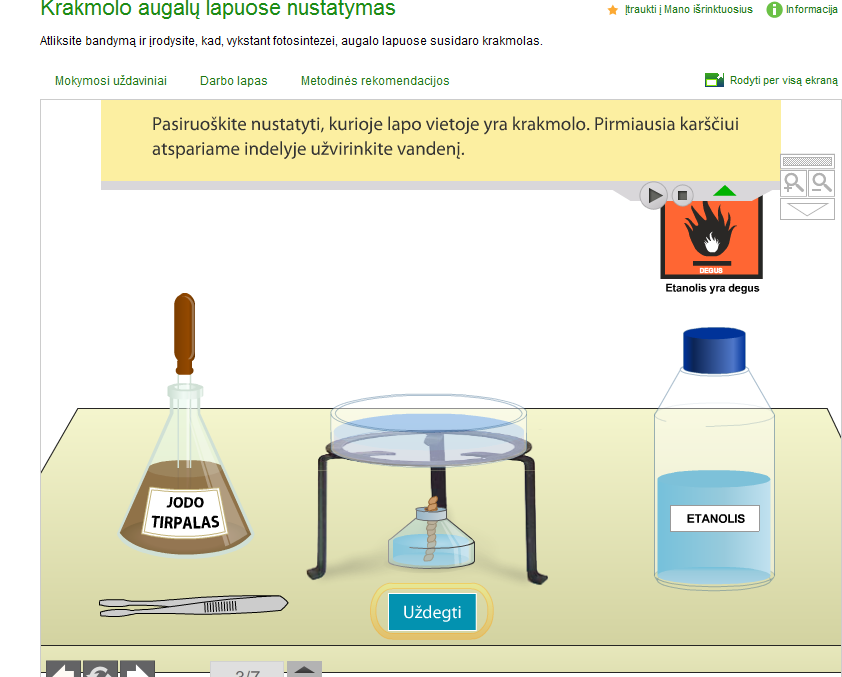 Krakmolo augalų lapuose nustatymas
Įtraukti į Mano išrinktuosius
Informacija
Atliksite bandymą ir įrodysite, kad, vykstant fotosintezei, augalo lapuose susidaro krakmolas.
Mokymosi uždaviniai
Darbo lapas
Metodinės rekomendacijos
Rodyti per visą ekraną
Pasiruoškite nustatyti, kurioje lapo vietoje yra krakmolo. Pirmiausia karščiui
atspariame indelyje užvirinkite vandenį.
DEGUS
Etanolis yra degus
JODO
TIRPALAS
ETANOLIS
Uždegti
3/7